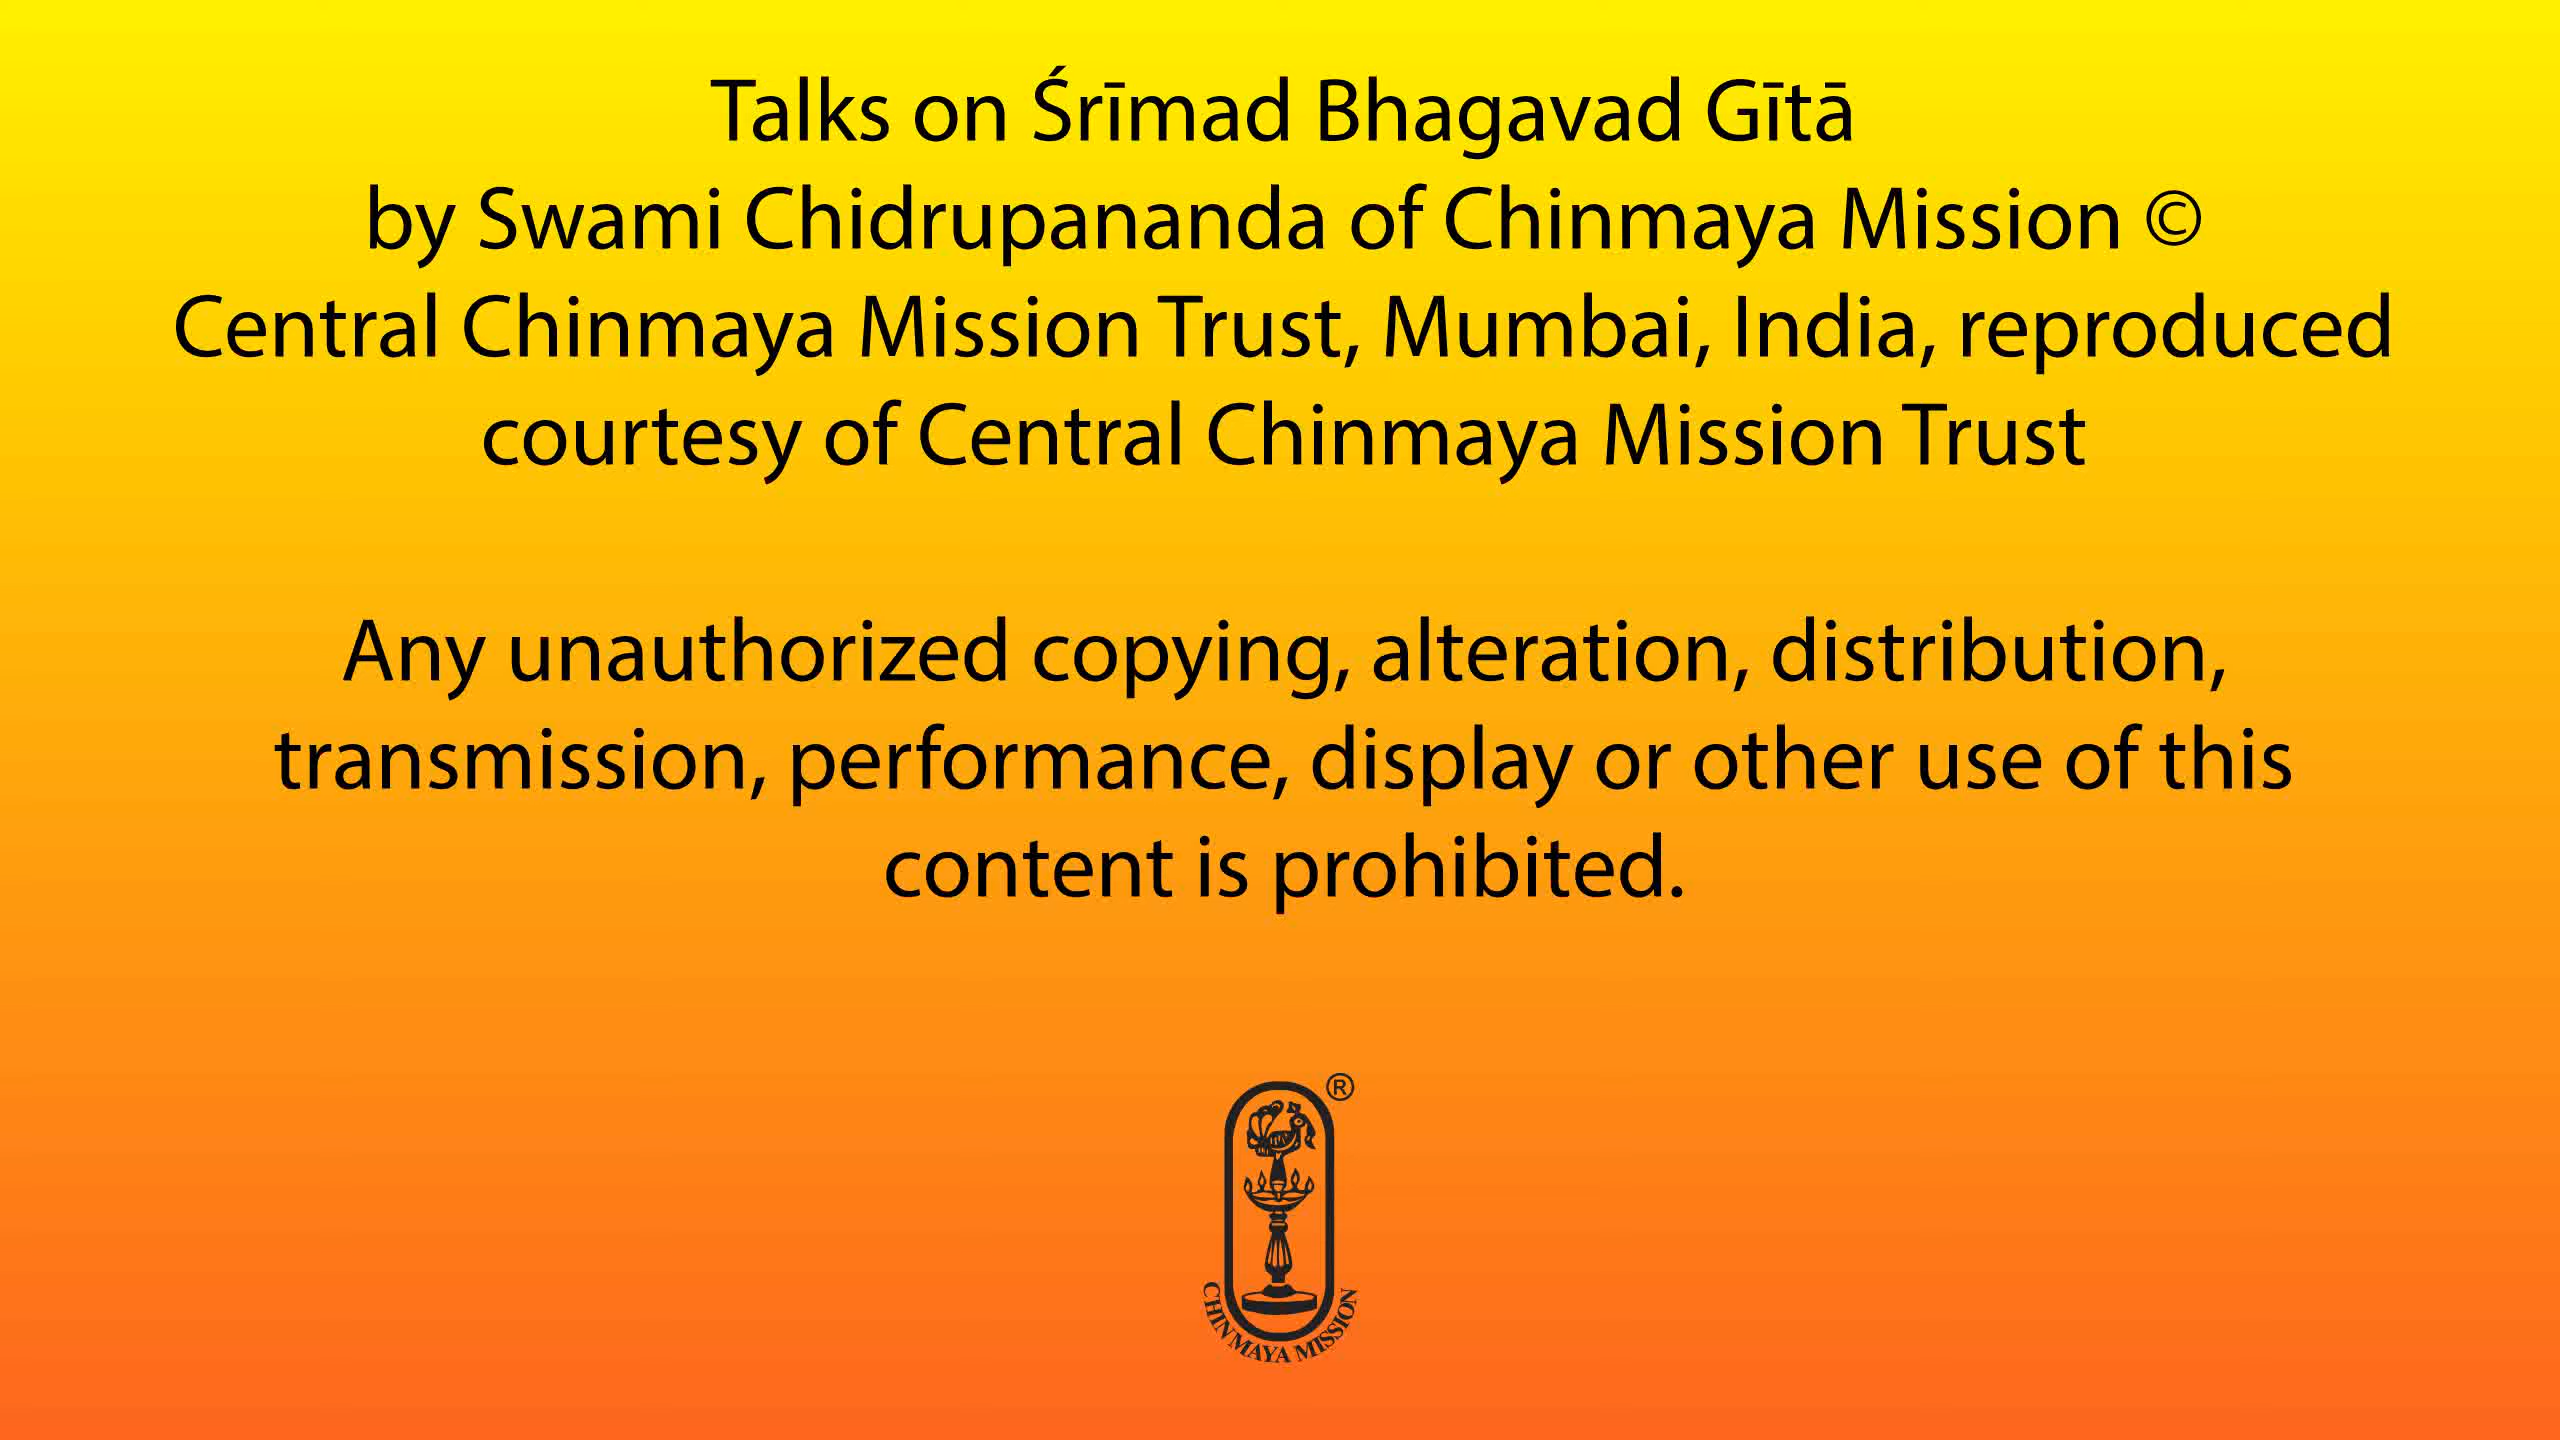 Talks on Śrīmad Bhagavad Gītā
by Swami Chidrupananda of Chinmaya Mission ©
Central Chinmaya Mission Trust, Mumbai, India, reproduced
courtesy of Central Chinmaya Mission Trust
Any unauthorized copying, alteration, distribution,
transmission, performance, display or other use of this
content is prohibited.
®
CHINMAYA MISSION